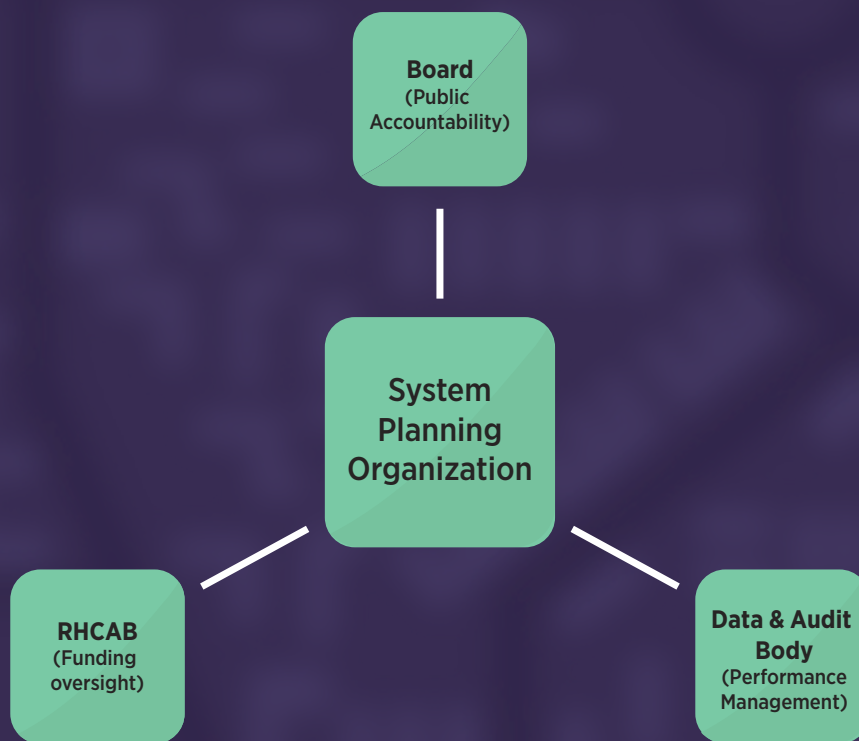 Board
(Public
Accountability)
System
Planning
Organization
RHCAB
(Funding
oversight)
Data & Audit
Body
(Performance
Management)